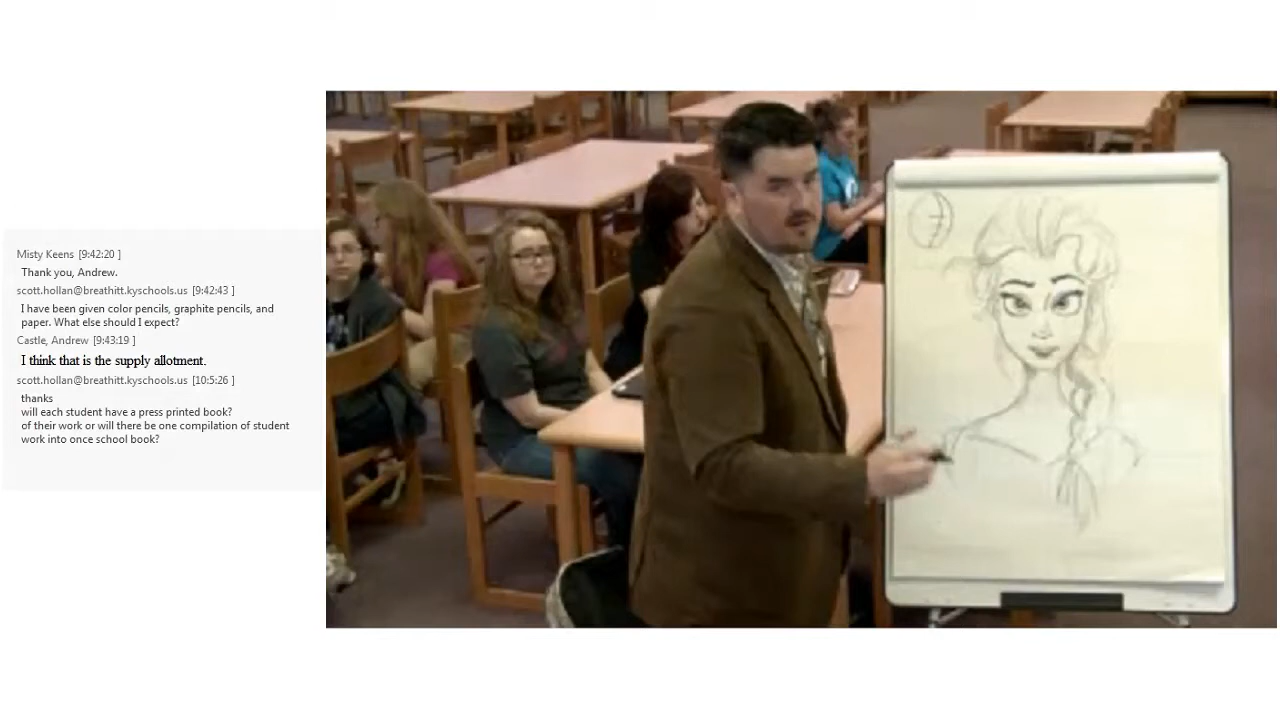 Misty Keens [9:42:20 ]
Thank you, Andrew.
scott.hollan@breathitt.kyschools.us [9:42:43 ]
I have been given color pencils, graphite pencils, and
paper. What else should I expect?
Castle, Andrew [9:43:19 ]
I think that is the supply allotment.
scott.hollan@breathitt.kyschools.us [10:5:26 ]
thanks
will each student have a press printed book?
of their work or will there be one compilation of student
work into once school book?